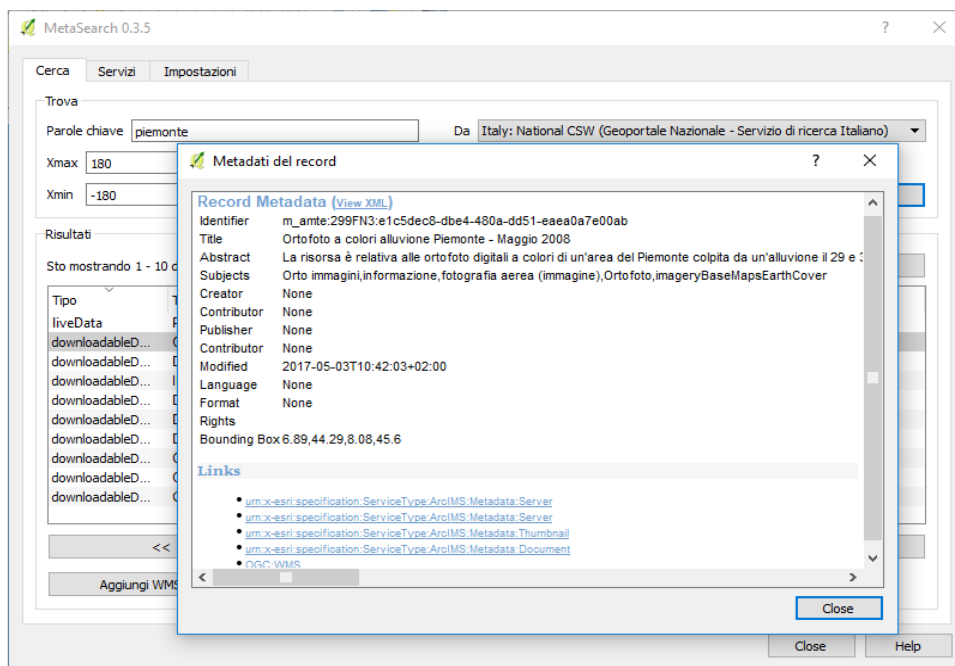 MetaSearch 0.3.5
?
Cerca Servizi Impostazioni
Trova
Parole chiave piemonte Da Italy: National CSW (Geoportale Nazionale - Servizio di ricerca Italiano)
Xmax 180
Xmin -180
Risultati
Sto mostrando 1 - 10
Tipo
liveData
downloadableD...
downloadableD...
downloadableD...
downloadableD...
downloadableD...
downloadableD...
downloadableD...
downloadableD...
downloadableD...
<<
Aggiungi WMS
Metadati del record ?
Record Metadata (View XML)
Identifier m_amte:299FN3:e1c5dec8-dbe4-480a-dd51-eaea0a7e00ab
Title Ortofoto a colori alluvione Piemonte - Maggio 2008
Abstract La risorsa è relativa alle ortofoto digitali a colori di un'area del Piemonte colpita da un'alluvione il 29 e
Subjects Orto immagini,informazione,fotografia aerea (immagine),Ortofoto,imageryBaseMapsEarthCover
Creator None
Contributor None
Publisher None
Contributor None
Modified 2017-05-03T10:42:03+02:00
Language None
Format None
Rights
Bounding Box 6.89,44.29,8.08,45.6
Links
urn:x-esri:specification:ServiceType:ArcIMS:Metadata:Server
urn:x-esri:specification:ServiceType:ArcIMS:Metadata:Server
urn:x-esri:specification:ServiceType:ArcIMS:Metadata:Thumbnail
urn:x-esri:specification:ServiceType:ArcIMS:Metadata:Document
OGC:WMS
Close
Close Help